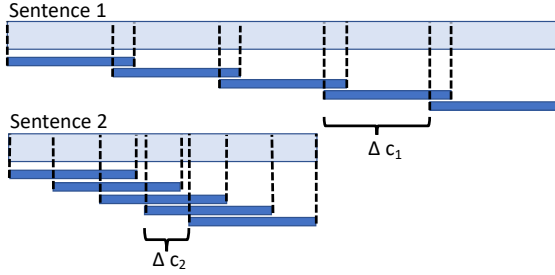 Sentence 1
Δ c₁
Sentence 2
Δ c₂